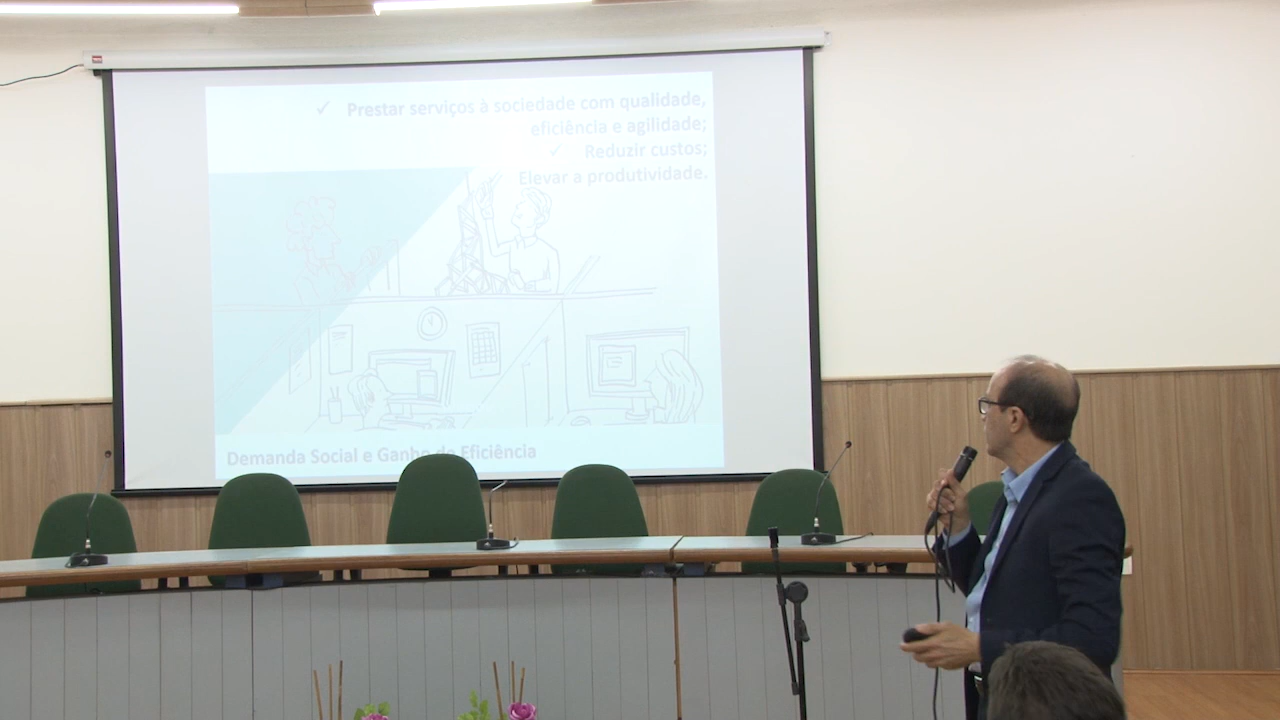 ✓ Prestar serviços à sociedade com qualidade,
eficiência e agilidade;
✓ Reduzir custos;
Elevar a produtividade.
Demanda Social e Ganho de Eficiência